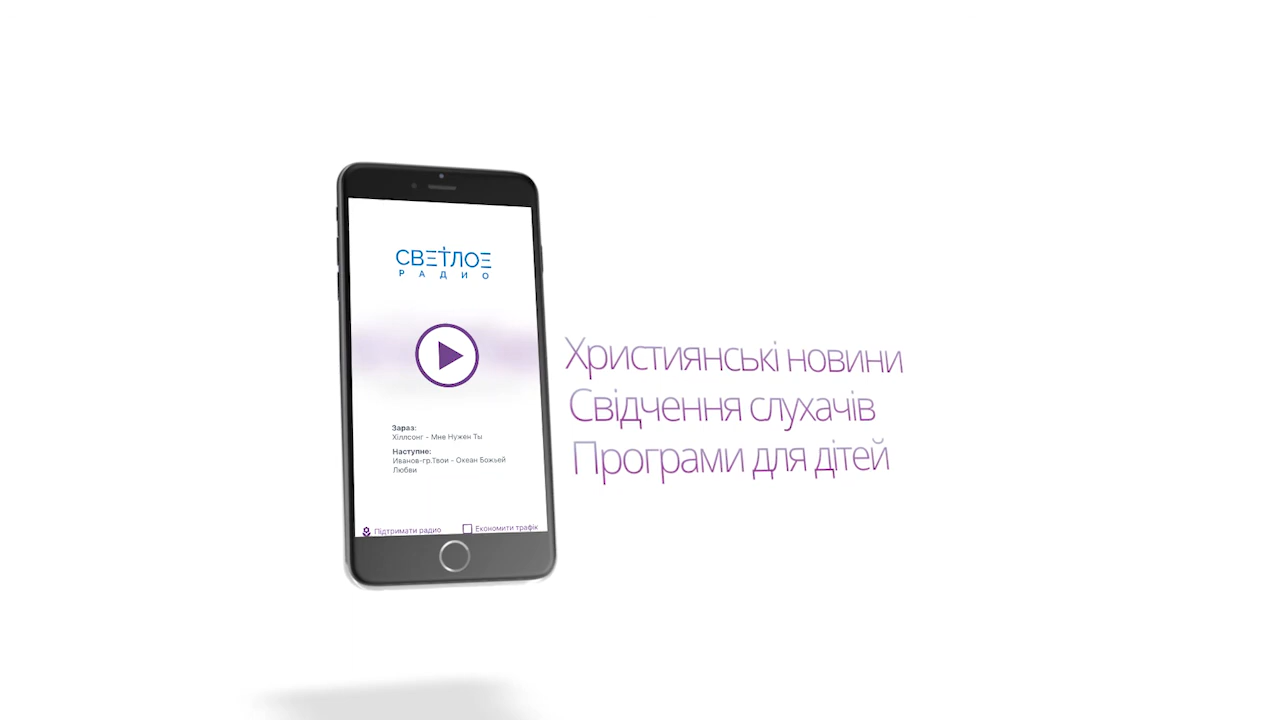 СВЕТЛОЕ
РАДИО
Зараз:
Хіллсонг - Мне Нужен Ты
Наступне:
Иванов-гр.Твои - Океан Божьей
Любви
Підтримати радио
Економити трафік
Християнські новини
Свідчення слухачів
Програми для дітей